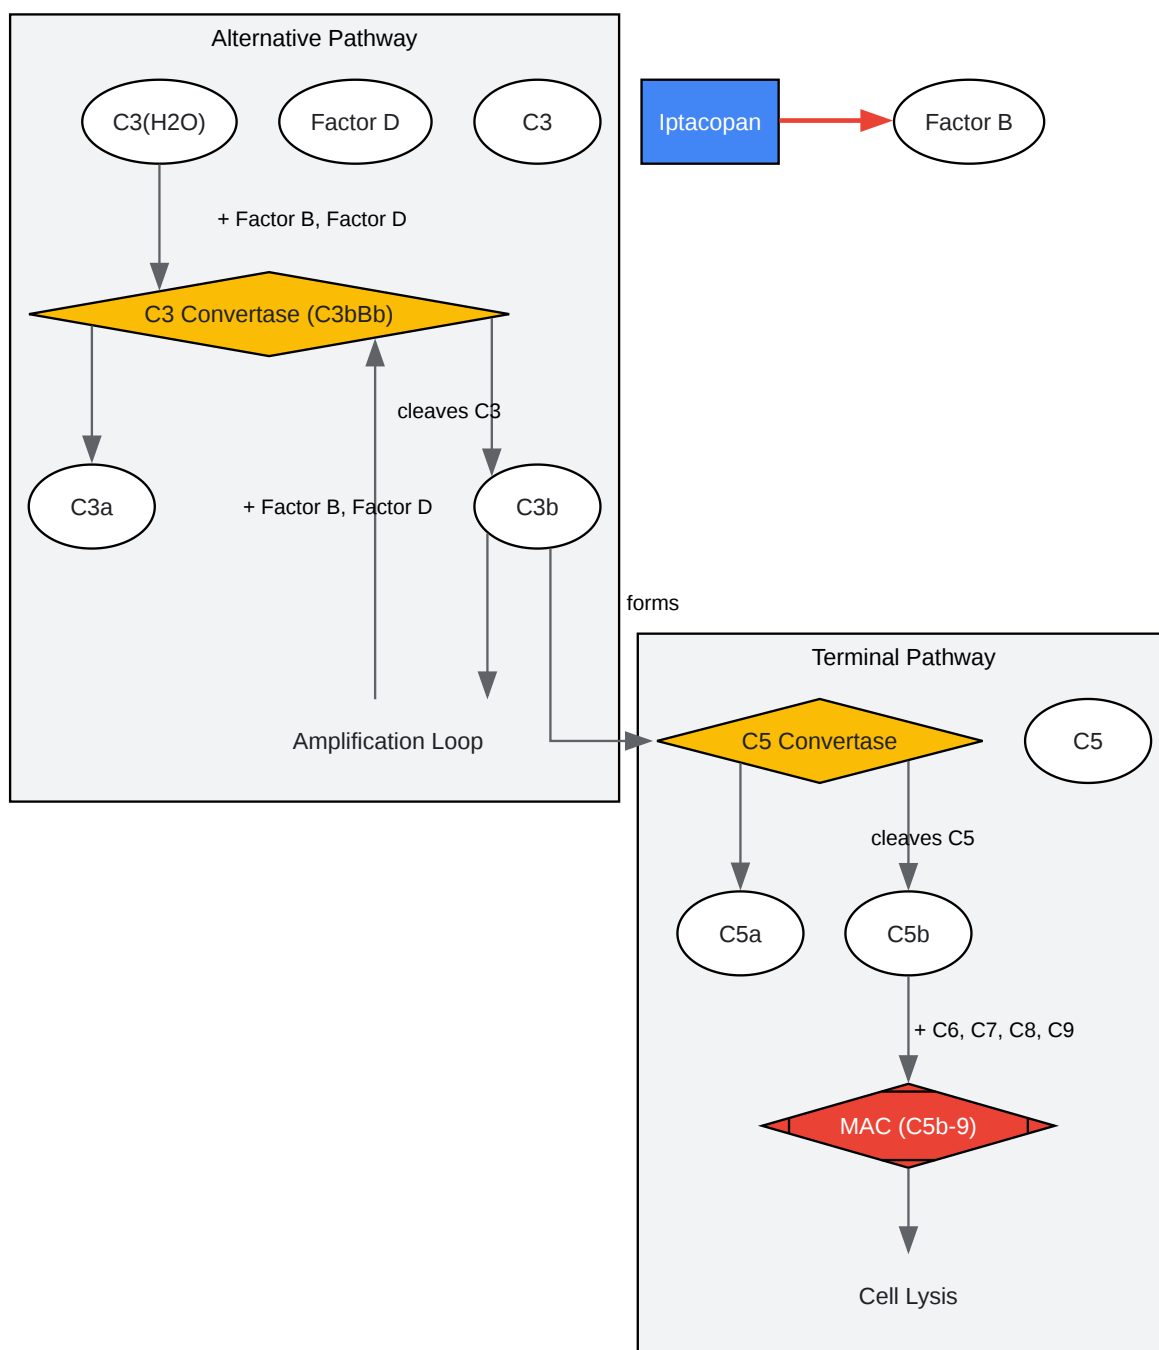 Alternative Pathway
C3(H2O)
Factor D
C3
Iptacopan
Factor B
+ Factor B, Factor D
C3 Convertase (C3bBb)
cleaves C3
C3a
+ Factor B, Factor D
C3b
forms
Terminal Pathway
Amplification Loop
C5 Convertase
C5
cleaves C5
C5a
C5b
+ C6, C7, C8, C9
MAC (C5b-9)
Cell Lysis